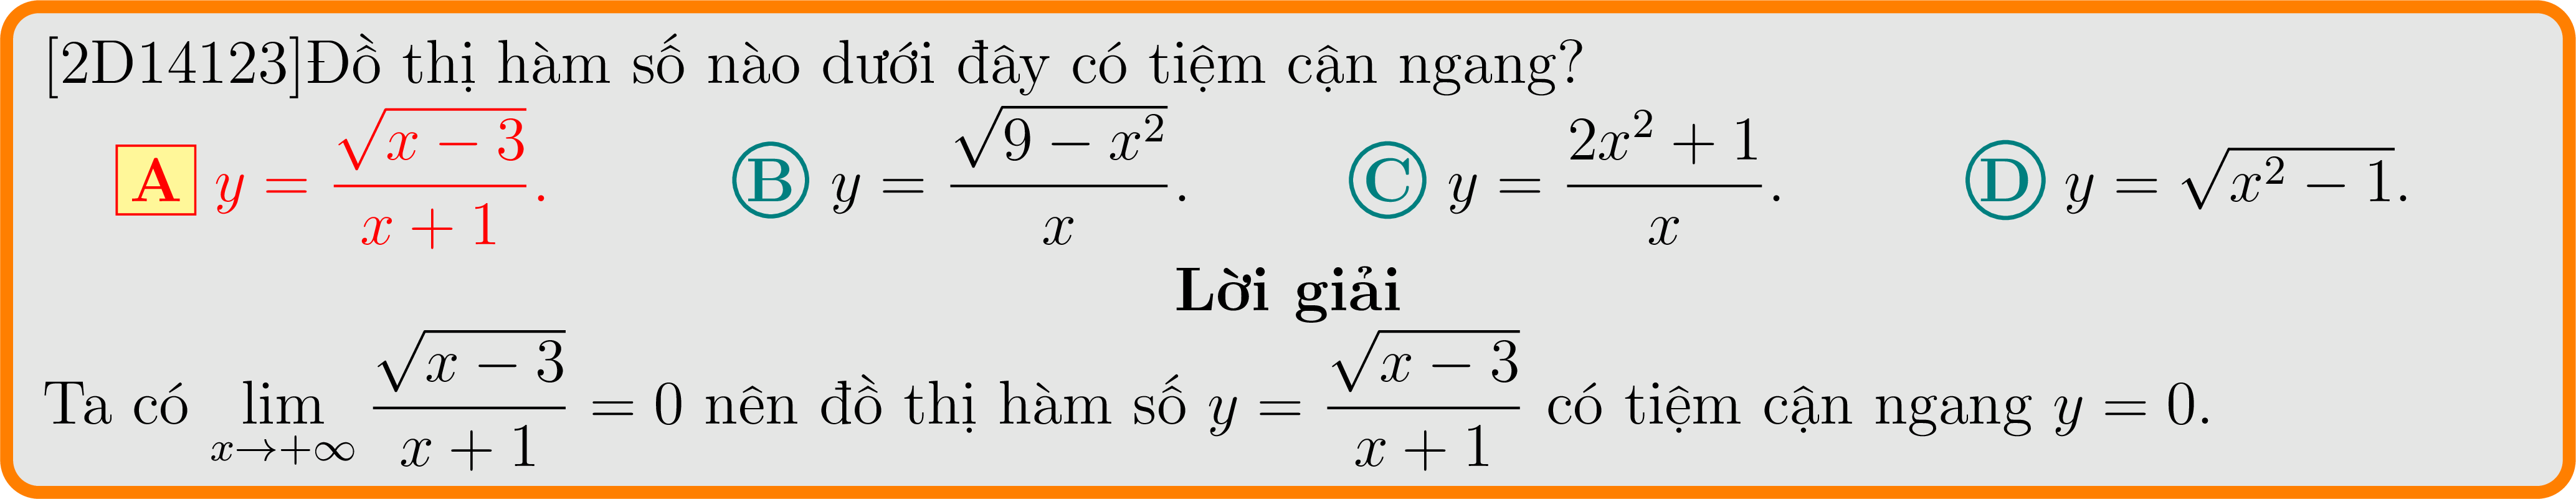 [2D14123]Đồ thị hàm số nào dưới đây có tiệm cận ngang?
A y = \frac{\sqrt{x-3}}{x+1}. B y = \frac{\sqrt{9-x^2}}{x}. C y = \frac{2x^2+1}{x}. D y = \sqrt{x^2-1}.
Lời giải
Ta có \lim_{x \to +\infty} \frac{\sqrt{x-3}}{x+1} = 0 nên đồ thị hàm số y = \frac{\sqrt{x-3}}{x+1} có tiệm cận ngang y = 0.